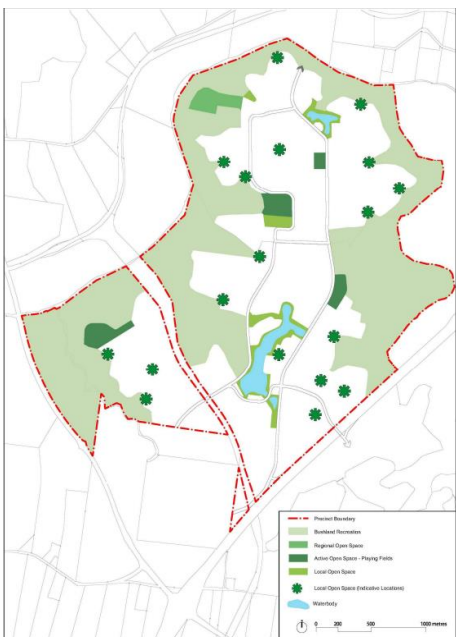 Precinct Boundary
Bushland Recreation
Regional Open Space
Active Open Space - Playing Fields
Local Open Space
Local Open Space (Indicative Locations)
Waterbody
0 200 500 1000 metres